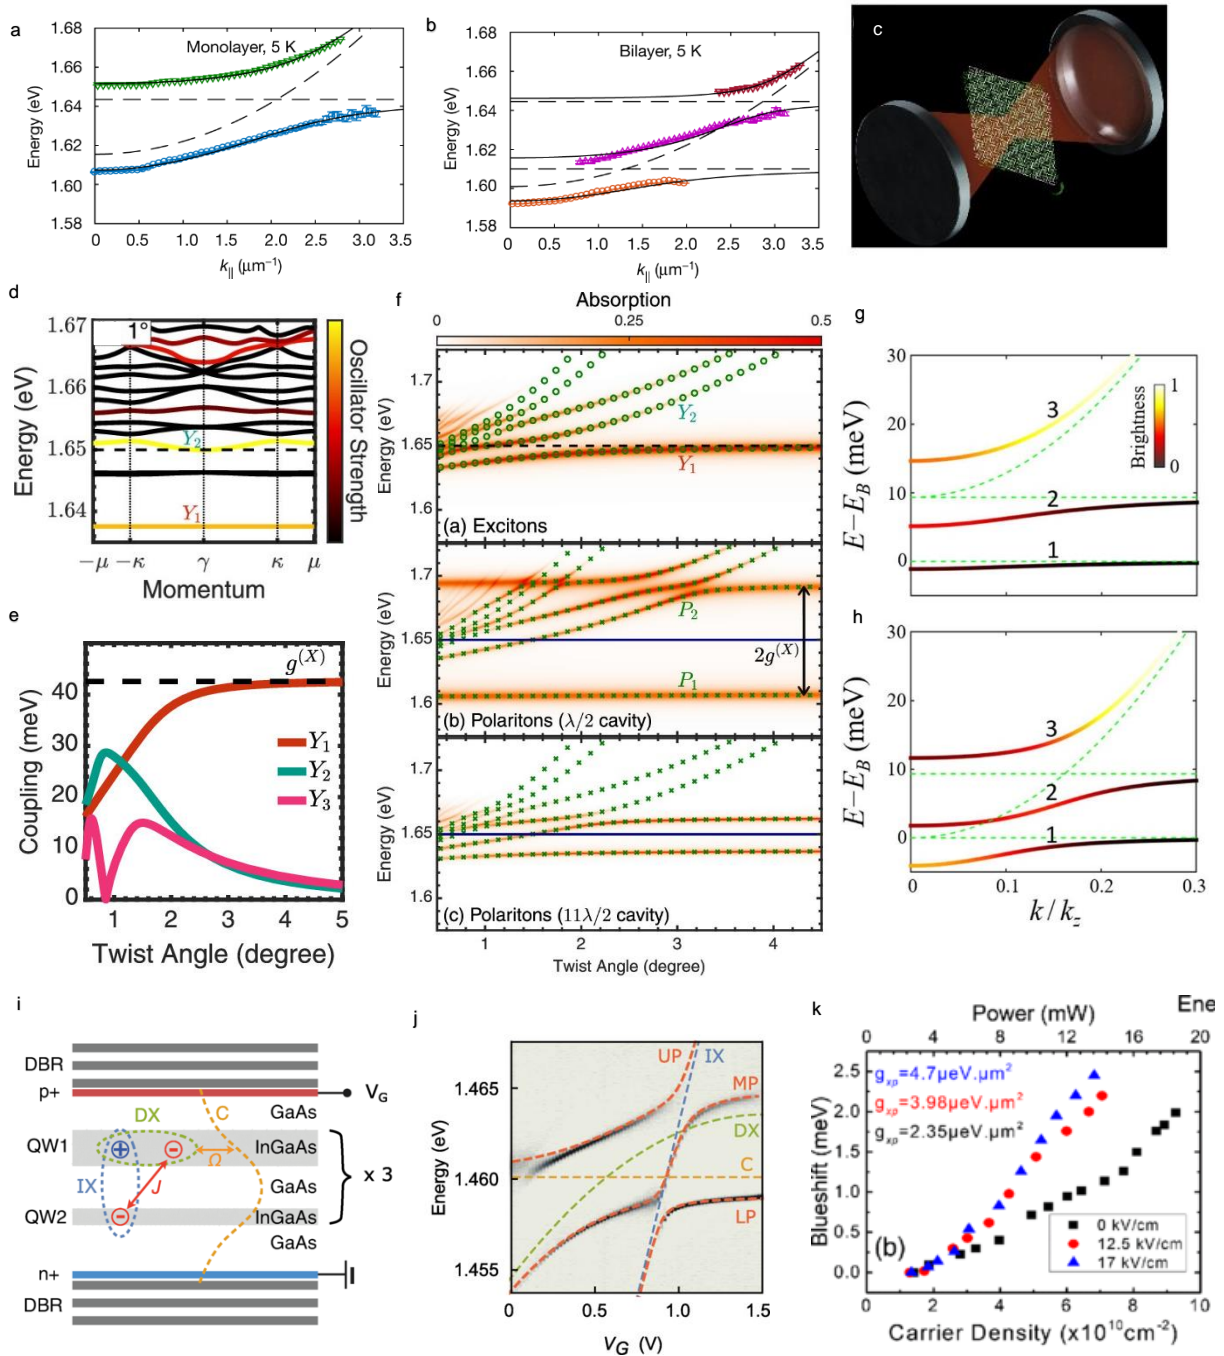 a
Monolayer, 5 K
Energy (eV)
1.68
1.66
1.64
1.62
1.60
1.58
0 0.5 1.0 1.5 2.0 2.5 3.0 3.5
k|| (μm⁻¹)
b
Bilayer, 5 K
Energy (eV)
1.68
1.66
1.64
1.62
1.60
1.58
0 0.5 1.0 1.5 2.0 2.5 3.0 3.5
k|| (μm⁻¹)
c
d
1°
Energy (eV)
1.67
1.66
1.650
1.64
Y₂
Y₁
−μ −κ γ κ μ
Momentum
Oscillator Strength
e
g(X)
Coupling (meV)
40
30
20
10
0
Y₁
Y₂
Y₃
1 2 3 4 5
Twist Angle (degree)
f
Absorption
0 0.25 0.5
Energy (eV)
1.7
1.65
1.6
Y₂
Y₁
(a) Excitons
Energy (eV)
1.7
1.65
1.6
P₂
2g(X)
P₁
(b) Polaritons (λ/2 cavity)
Energy (eV)
1.7
1.65
1.6
(c) Polaritons (11λ/2 cavity)
1 2 3 4
Twist Angle (degree)
g
E−E_B (meV)
30
20
10
0
3
2
1
1
0
Brightness
h
E−E_B (meV)
30
20
10
0
3
2
1
0 0.1 0.2 0.3
k/k_z
i
DBR
p+
V_G
C
GaAs
DX
QW1
InGaAs
Ω
IX
J
GaAs
x 3
QW2
InGaAs
GaAs
n+
DBR
j
UP
IX
MP
DX
C
LP
Energy (eV)
1.465
1.460
1.455
0 0.5 1.0 1.5
V_G (V)
k
Power (mW)
Ene
0 4 8 12 16 20
Blueshift (meV)
2.5
2.0
1.5
1.0
0.5
0.0
g_xp=4.7μeV.μm²
g_xp=3.98μeV.μm²
g_xp=2.35μeV.μm²
(b)
0 kV/cm
12.5 kV/cm
17 kV/cm
0 2 4 6 8 10
Carrier Density (x10¹⁰cm⁻²)